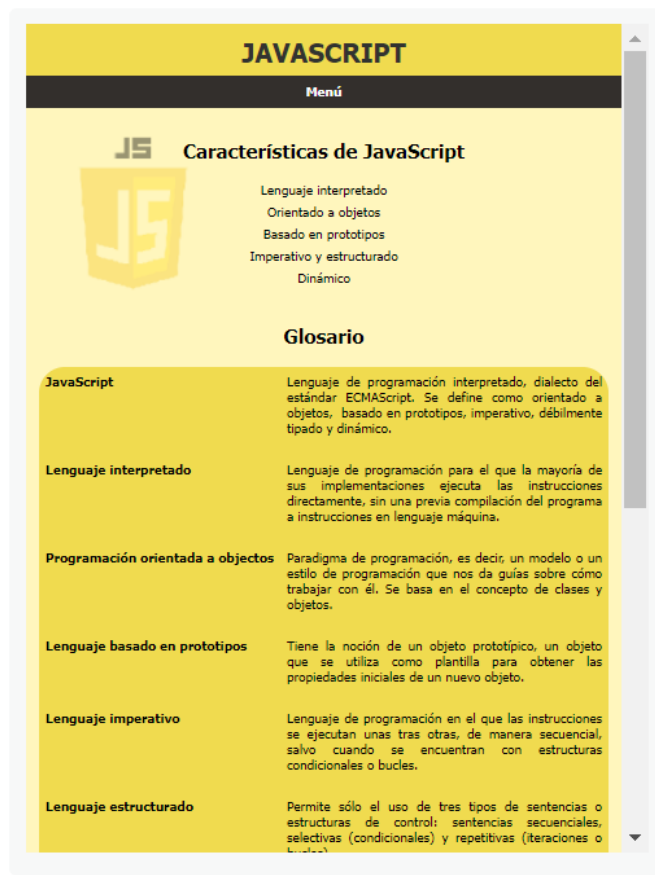 JAVASCRIPT
Menú
JS
JS
Características de JavaScript
Lenguaje interpretado
Orientado a objetos
Basado en prototipos
Imperativo y estructurado
Dinámico
Glosario
JavaScript
Lenguaje de programación interpretado, dialecto del
estándar ECMAScript. Se define como orientado a
objetos, basado en prototipos, imperativo, débilmente
tipado y dinámico.
Lenguaje interpretado
Lenguaje de programación para el que la mayoría de
sus implementaciones ejecuta las instrucciones
directamente, sin una previa compilación del programa
a instrucciones en lenguaje máquina.
Programación orientada a objectos
Paradigma de programación, es decir, un modelo o un
estilo de programación que nos da guías sobre cómo
trabajar con él. Se basa en el concepto de clases y
objetos.
Lenguaje basado en prototipos
Tiene la noción de un objeto prototípico, un objeto
que se utiliza como plantilla para obtener las
propiedades iniciales de un nuevo objeto.
Lenguaje imperativo
Lenguaje de programación en el que las instrucciones
se ejecutan unas tras otras, de manera secuencial,
salvo cuando se encuentran con estructuras
condicionales o bucles.
Lenguaje estructurado
Permite sólo el uso de tres tipos de sentencias o
estructuras de control: sentencias secuenciales,
selectivas (condicionales) y repetitivas (iteraciones o